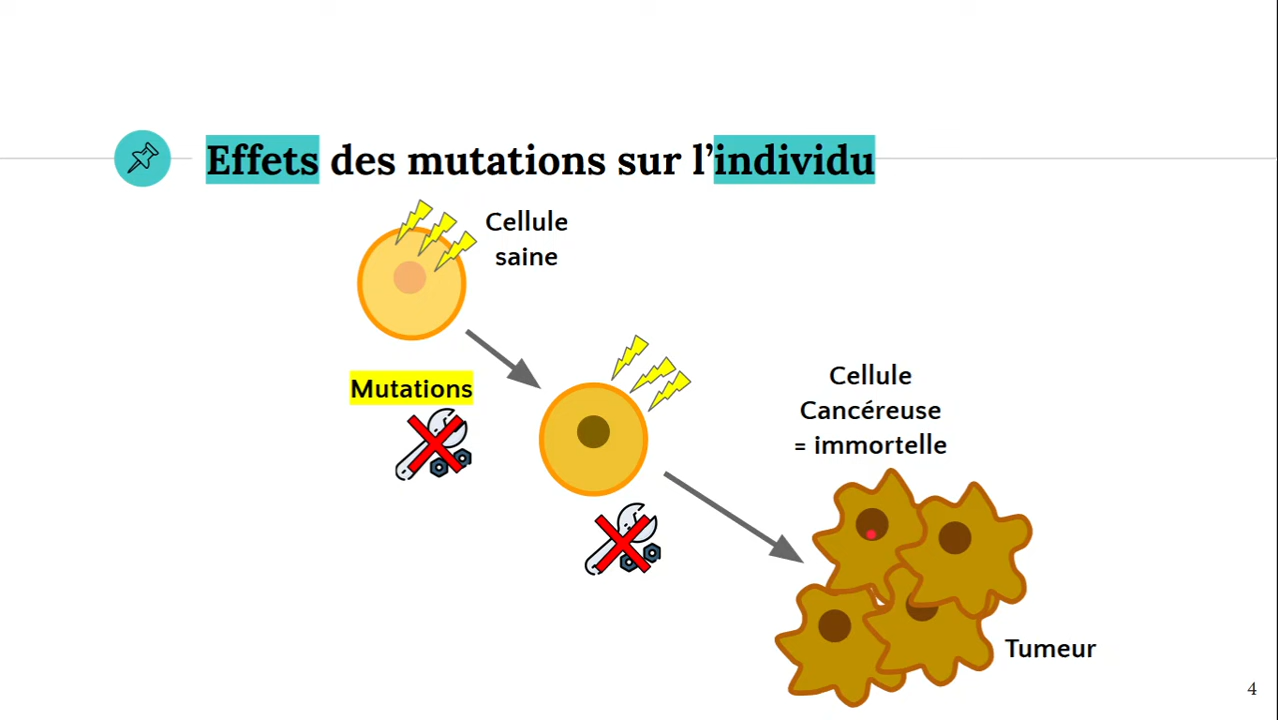 Effets des mutations sur l’individu
Cellule
saine
Mutations
Cellule
Cancéreuse
= immortelle
Tumeur
4